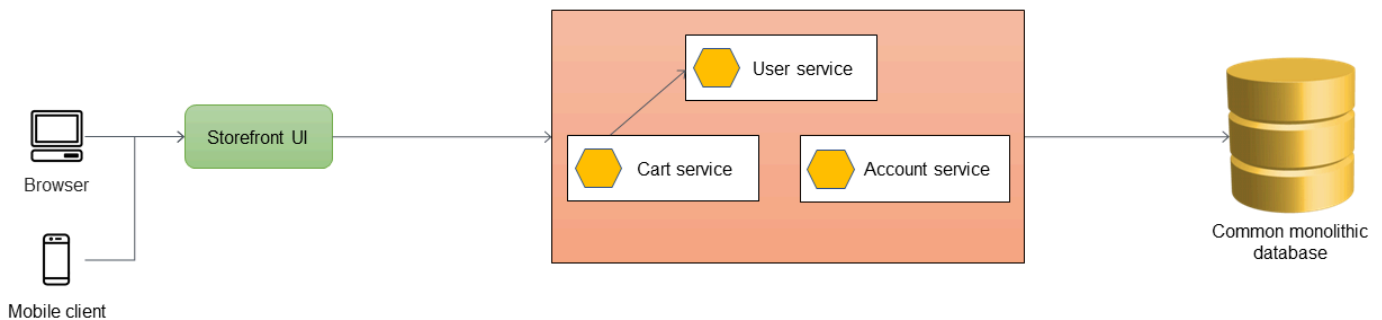 Browser
Mobile client
Storefront UI
User service
Cart service
Account service
Common monolithic
database